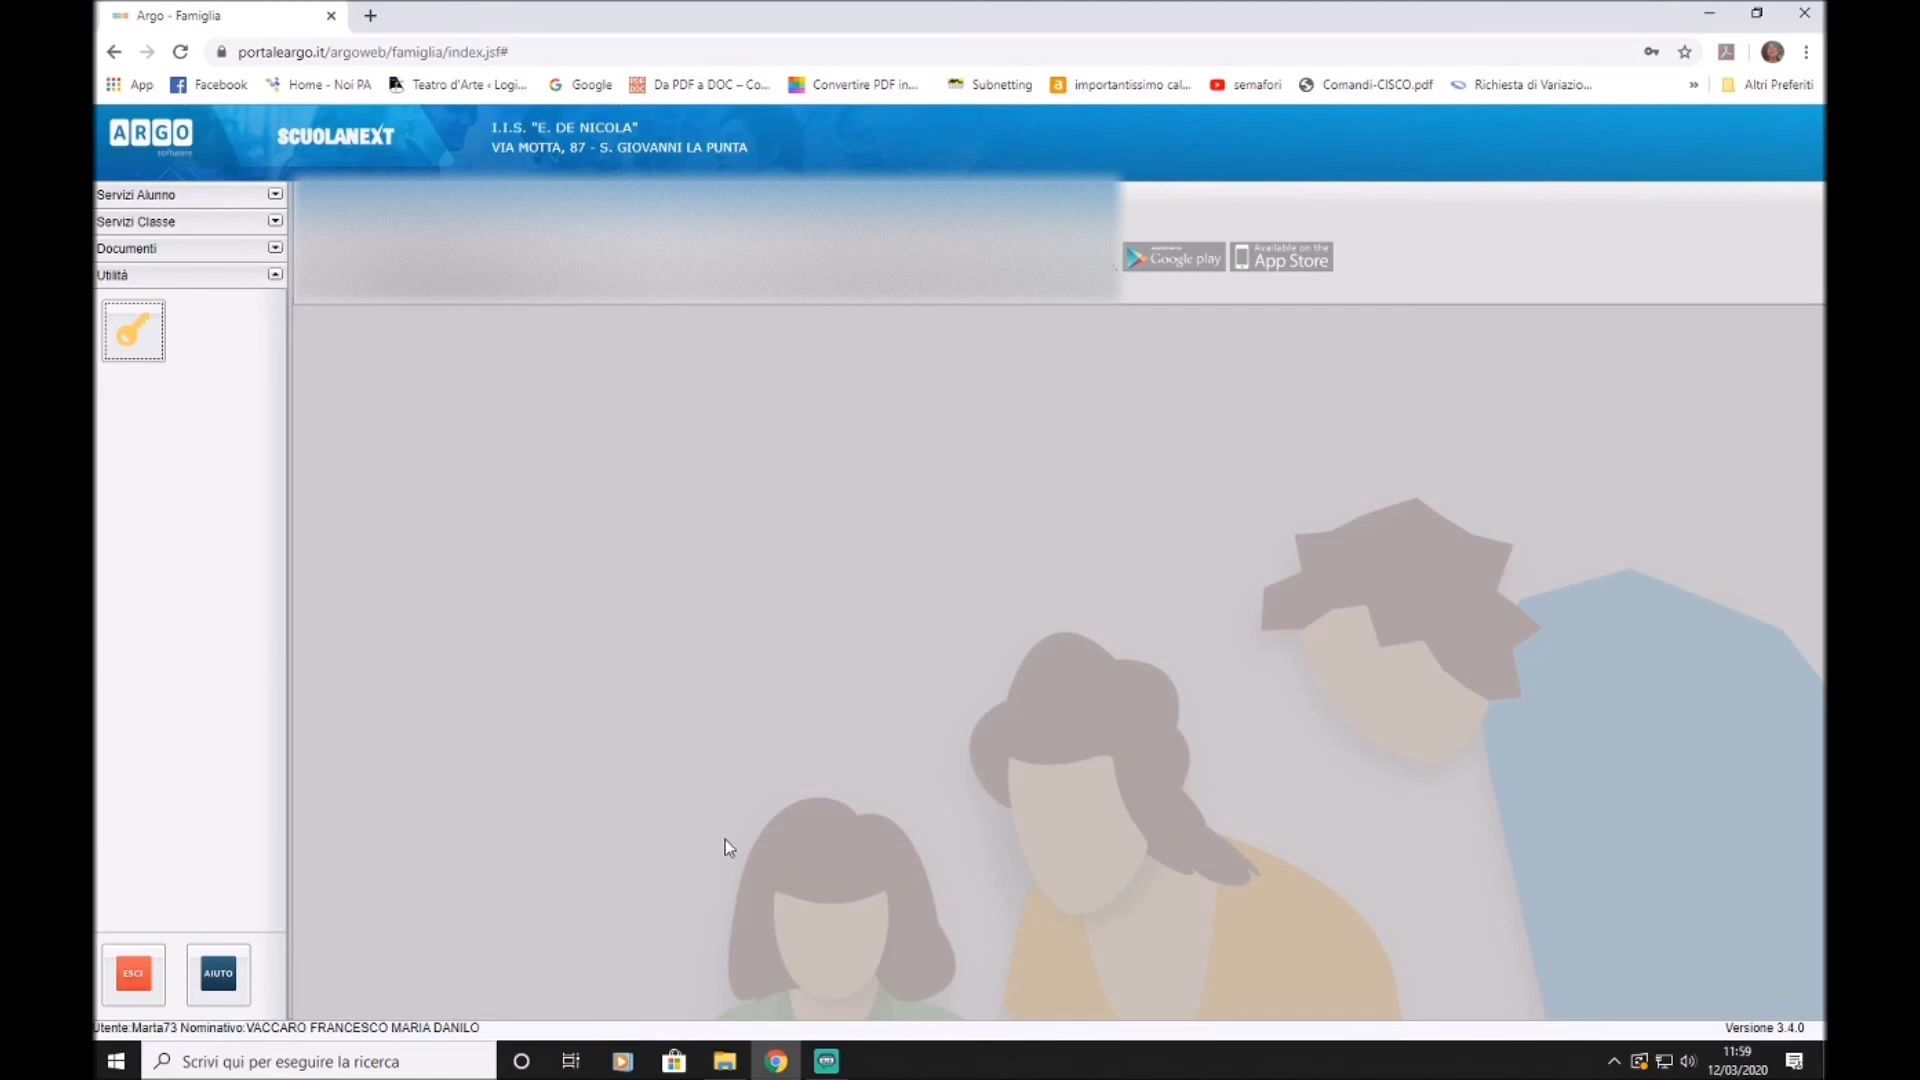 Argo - Famiglia
portaleargo.it/argoweb/famiglia/index.jsf#
App
Facebook
Home - Noi PA
Teatro d'Arte ‹ Logi...
Google
Da PDF a DOC – Co...
Convertire PDF in...
Subnetting
importantissimo cal...
semafori
Comandi-CISCO.pdf
Richiesta di Variazio...
»
Altri Preferiti
ARGO
software
SCUOLANEXT
I.I.S. "E. DE NICOLA"
VIA MOTTA, 87 - S. GIOVANNI LA PUNTA
Servizi Alunno
Servizi Classe
Documenti
Utilità
Google play
Available on the
App Store
ESCI
AIUTO
Utente:Marta73 Nominativo:VACCARO FRANCESCO MARIA DANILO
Versione 3.4.0
Scrivi qui per eseguire la ricerca
11:59
12/03/2020